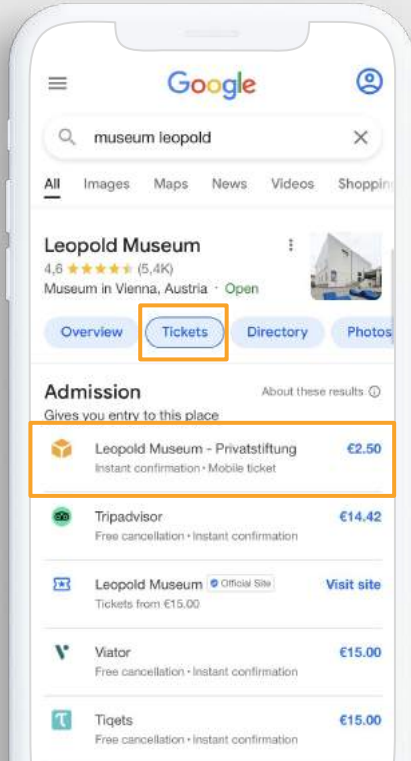 Google
museum leopold
All Images Maps News Videos Shopping
Leopold Museum
4,6 (5,4K)
Museum in Vienna, Austria · Open
Overview Tickets Directory Photos
Admission About these results
Gives you entry to this place
Leopold Museum - Privatstiftung €2.50
Instant confirmation • Mobile ticket
Tripadvisor €14.42
Free cancellation • Instant confirmation
Leopold Museum Official Site Visit site
Tickets from €15.00
Viator €15.00
Free cancellation • Instant confirmation
Tiqets €15.00
Free cancellation • Instant confirmation